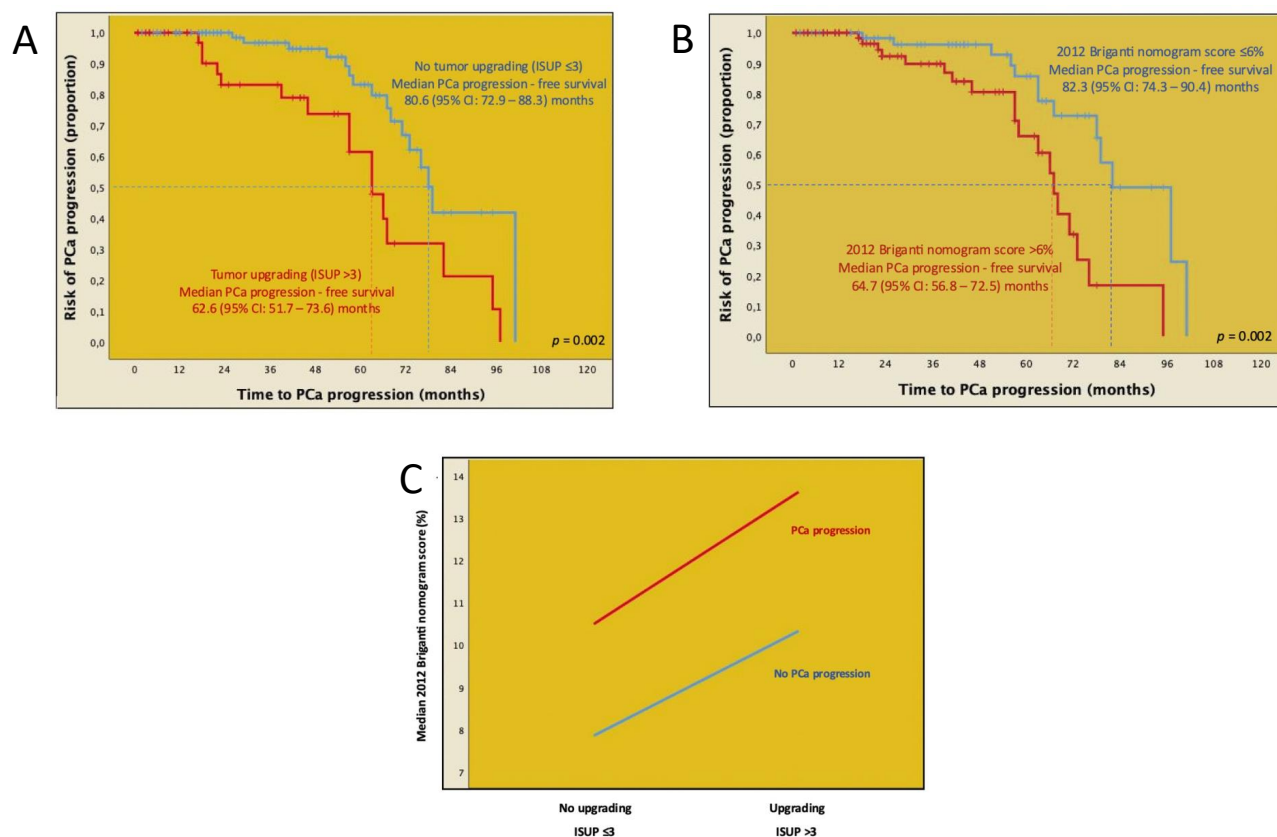 A
Risk of PCa progression (proportion)
1,0
0,9
0,8
0,7
0,6
0,5
0,4
0,3
0,2
0,1
0,0
No tumor upgrading (ISUP ≤3)
Median PCa progression - free survival
80.6 (95% CI: 72.9 – 88.3) months
Tumor upgrading (ISUP >3)
Median PCa progression - free survival
62.6 (95% CI: 51.7 – 73.6) months
p = 0.002
0 12 24 36 48 60 72 84 96 108 120
Time to PCa progression (months)
B
Risk of PCa progression (proportion)
1,0
0,9
0,8
0,7
0,6
0,5
0,4
0,3
0,2
0,1
0,0
2012 Briganti nomogram score ≤6%
Median PCa progression - free survival
82.3 (95% CI: 74.3 – 90.4) months
2012 Briganti nomogram score >6%
Median PCa progression - free survival
64.7 (95% CI: 56.8 – 72.5) months
p = 0.002
0 12 24 36 48 60 72 84 96 108 120
Time to PCa progression (months)
C
Median 2012 Briganti nomogram score (%)
14
13
12
11
10
9
8
7
PCa progression
No PCa progression
No upgrading
ISUP ≤3
Upgrading
ISUP >3